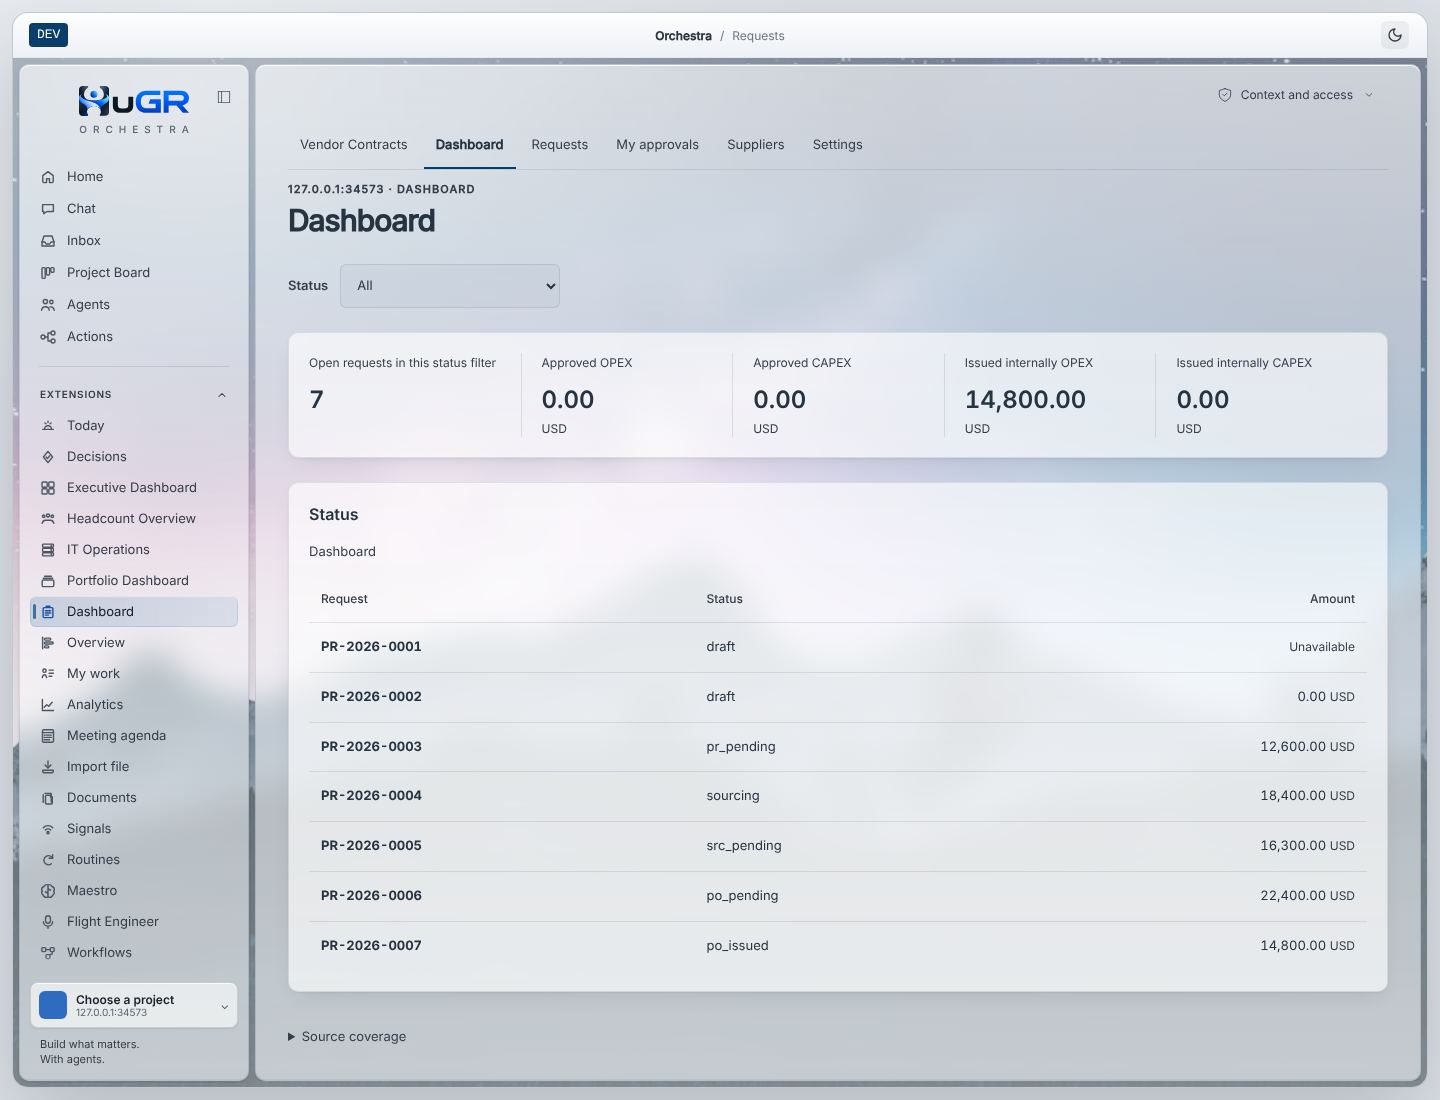 DEV
Orchestra / Requests
HuGR
ORCHESTRA
Home
Chat
Inbox
Project Board
Agents
Actions
EXTENSIONS
Today
Decisions
Executive Dashboard
Headcount Overview
IT Operations
Portfolio Dashboard
Dashboard
Overview
My work
Analytics
Meeting agenda
Import file
Documents
Signals
Routines
Maestro
Flight Engineer
Workflows
Choose a project
127.0.0.1:34573
Build what matters.
With agents.
Context and access
Vendor Contracts Dashboard Requests My approvals Suppliers Settings
127.0.0.1:34573 · DASHBOARD
Dashboard
Status All
Open requests in this status filter
7
Approved OPEX
0.00
USD
Approved CAPEX
0.00
USD
Issued internally OPEX
14,800.00
USD
Issued internally CAPEX
0.00
USD
Status
Dashboard
Request Status Amount
PR-2026-0001 draft Unavailable
PR-2026-0002 draft 0.00 USD
PR-2026-0003 pr_pending 12,600.00 USD
PR-2026-0004 sourcing 18,400.00 USD
PR-2026-0005 src_pending 16,300.00 USD
PR-2026-0006 po_pending 22,400.00 USD
PR-2026-0007 po_issued 14,800.00 USD
Source coverage